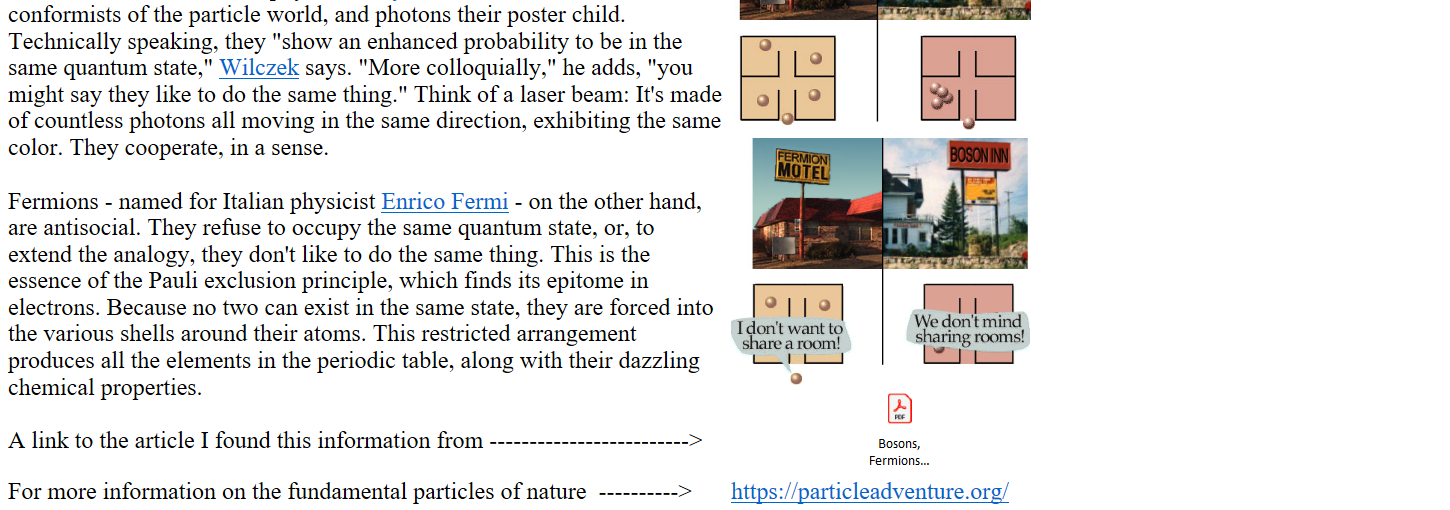 conformists of the particle world, and photons their poster child.
Technically speaking, they "show an enhanced probability to be in the
same quantum state," Wilczek says. "More colloquially," he adds, "you
might say they like to do the same thing." Think of a laser beam: It's made
of countless photons all moving in the same direction, exhibiting the same
color. They cooperate, in a sense.
Fermions - named for Italian physicist Enrico Fermi - on the other hand,
are antisocial. They refuse to occupy the same quantum state, or, to
extend the analogy, they don't like to do the same thing. This is the
essence of the Pauli exclusion principle, which finds its epitome in
electrons. Because no two can exist in the same state, they are forced into
the various shells around their atoms. This restricted arrangement
produces all the elements in the periodic table, along with their dazzling
chemical properties.
A link to the article I found this information from ------------------------->
For more information on the fundamental particles of nature ---------->
FERMION
MOTEL
BOSON INN
I don't want to
share a room!
We don't mind
sharing rooms!
PDF
Bosons,
Fermions...
https://particleadventure.org/